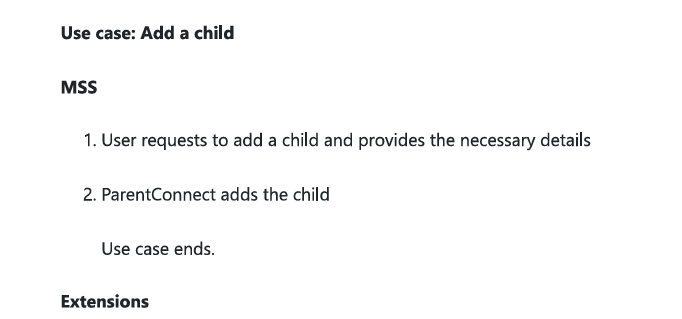 Use case: Add a child
MSS
1. User requests to add a child and provides the necessary details
2. ParentConnect adds the child
Use case ends.
Extensions